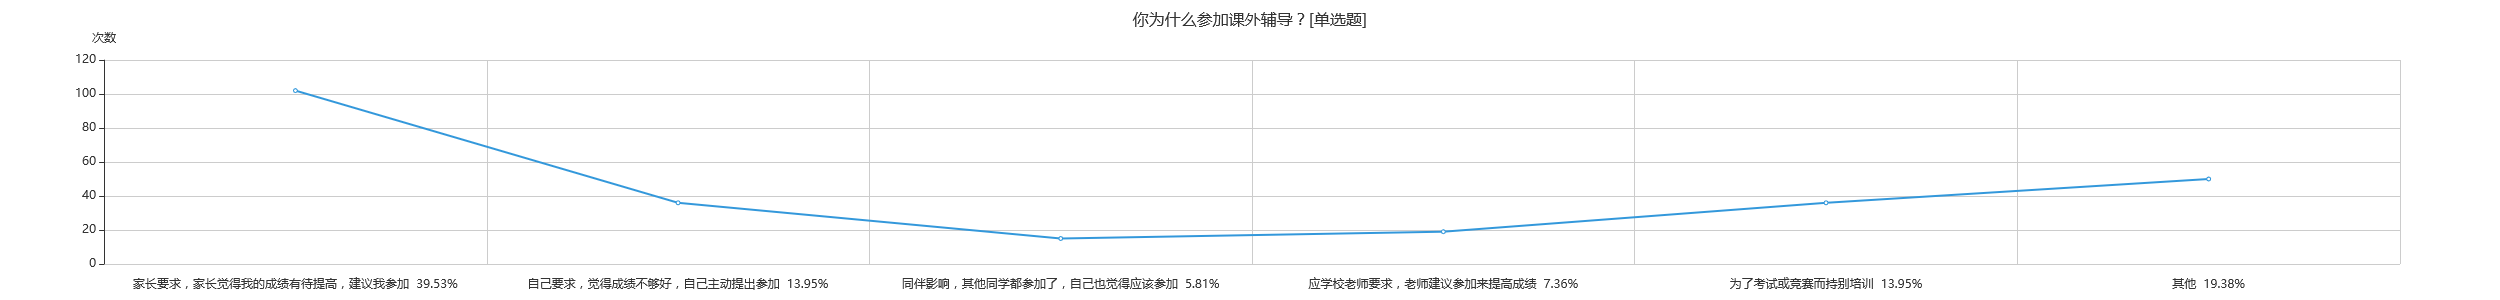 你为什么参加课外辅导？[单选题]
次数
120
100
80
60
40
20
0
家长要求，家长觉得我的成绩有待提高，建议我参加 39.53%
自己要求，觉得成绩不够好，自己主动提出参加 13.95%
同伴影响，其他同学都参加了，自己也觉得应该参加 5.81%
应学校老师要求，老师建议参加来提高成绩 7.36%
为了考试或竞赛而持别培训 13.95%
其他 19.38%